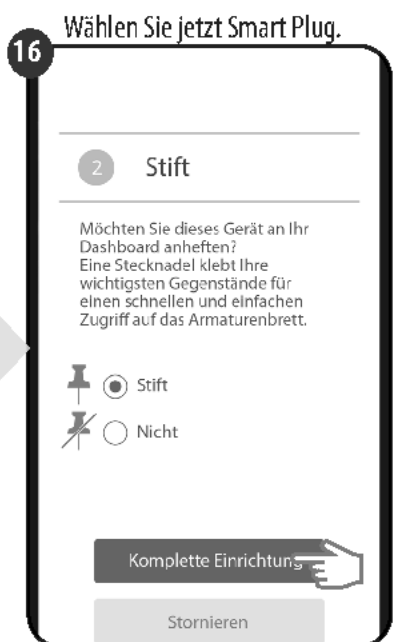 Wählen Sie jetzt Smart Plug.
16
2 Stift
Möchten Sie dieses Gerät an Ihr
Dashboard anheften?
Eine Stecknadel klebt Ihre
wichtigsten Gegenstände für
einen schnellen und einfachen
Zugriff auf das Armaturenbrett.
Stift
Nicht
Komplette Einrichtung
Stornieren